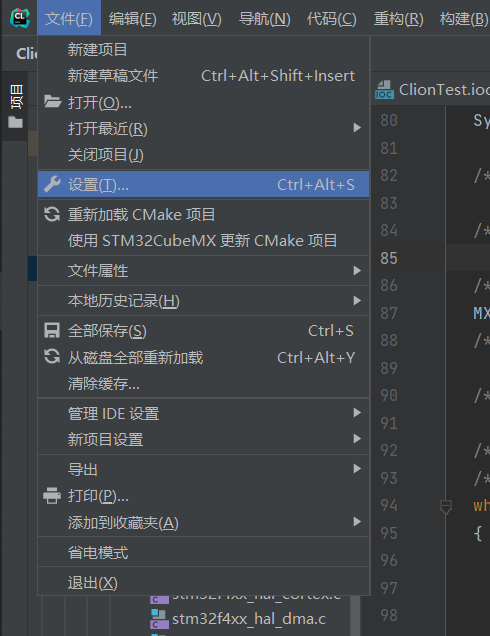 CL 文件(F) 编辑(E) 视图(V) 导航(N) 代码(C) 重构(R) 构建(B)
项目
新建项目
新建草稿文件 Ctrl+Alt+Shift+Insert
打开(O)...
打开最近(R)
关闭项目(J)
设置(T)... Ctrl+Alt+S
重新加载 CMake 项目
使用 STM32CubeMX 更新 CMake 项目
文件属性
本地历史记录(H)
全部保存(S) Ctrl+S
从磁盘全部重新加载 Ctrl+Alt+Y
清除缓存...
管理 IDE 设置
新项目设置
导出
打印(P)...
添加到收藏夹(A)
省电模式
退出(X)
stm32f4xx_hal_cortex.c
stm32f4xx_hal_dma.c
IOC ClionTest.ioc
80 Sy
81
82 /*
83
84 /*
85
86 /*
87 MX
88 /*
89
90 /*
91
92 /*
93 /*
94 wh
95 {
96
97
98